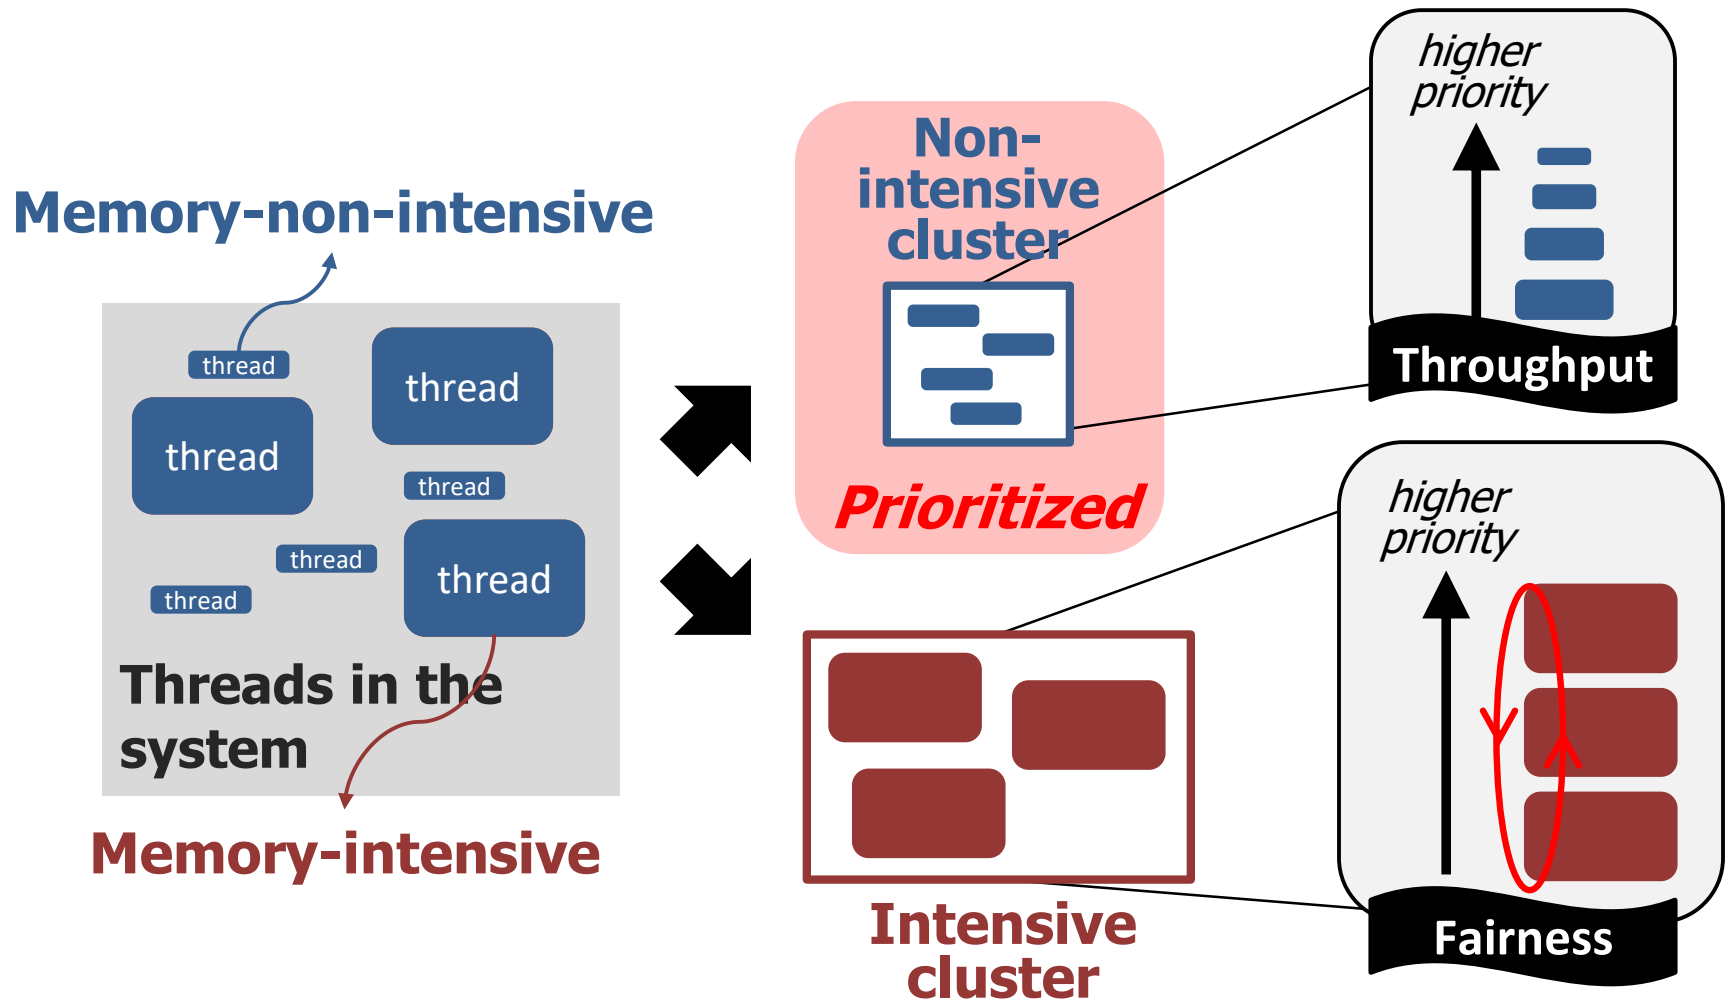 Memory-non-intensive
thread
thread
thread
thread
thread
thread
thread
Threads in the
system
Memory-intensive
Non-
intensive
cluster
Prioritized
Intensive
cluster
higher
priority
Throughput
higher
priority
Fairness